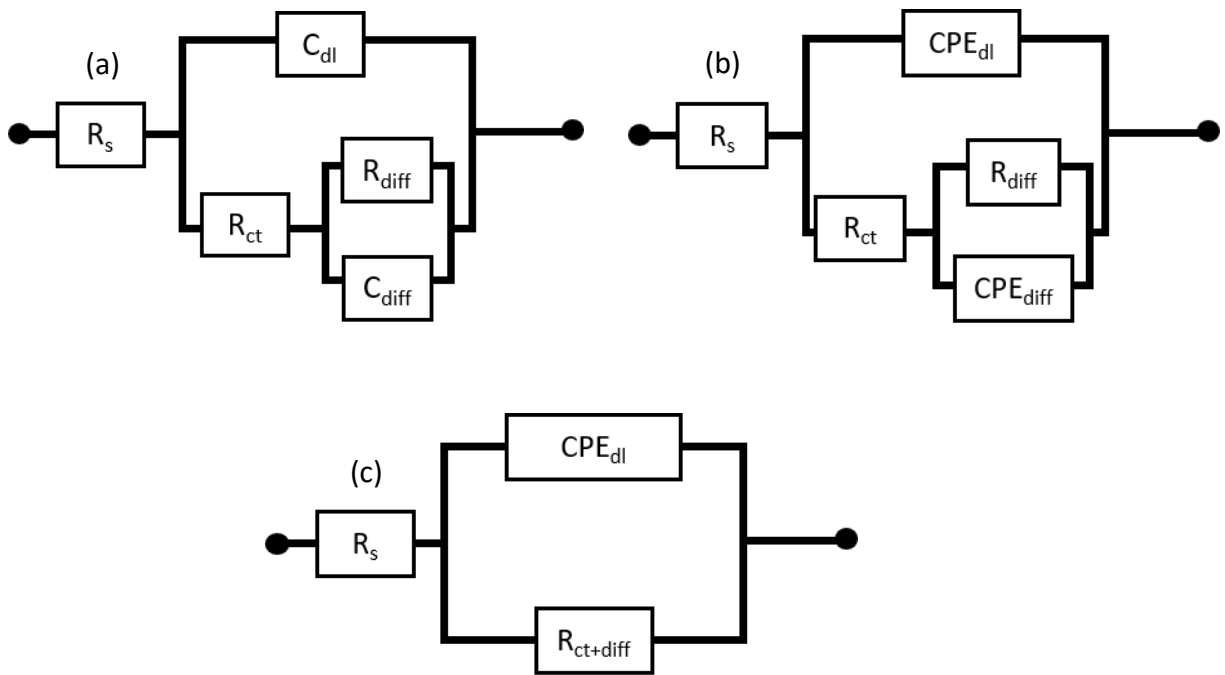 (a)
C_dl
R_s
R_ct
R_diff
C_diff
(b)
CPE_dl
R_s
R_ct
R_diff
CPE_diff
(c)
CPE_dl
R_s
R_ct+diff